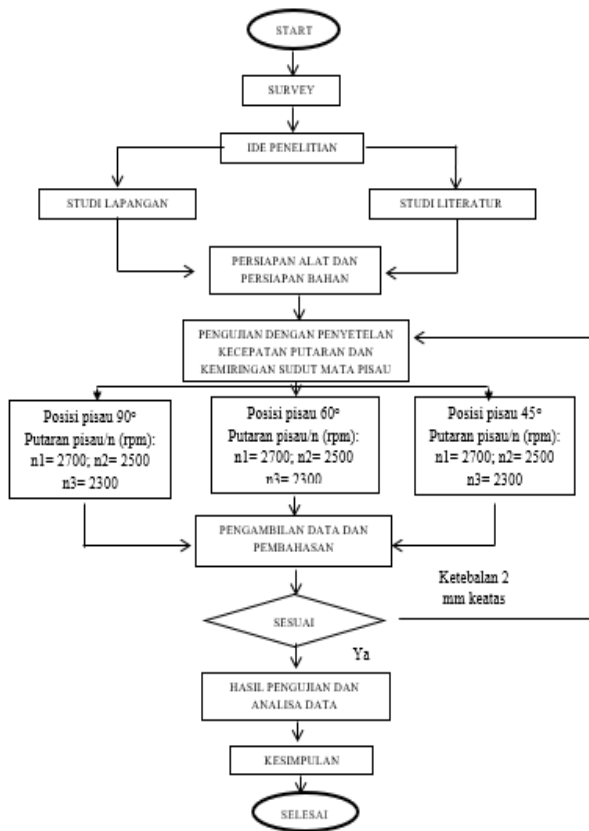 START
SURVEY
IDE PENELITIAN
STUDI LAPANGAN
STUDI LITERATUR
PERSIAPAN ALAT DAN
PERSIAPAN BAHAN
PENGUJIAN DENGAN PENYETELAN
KECEPATAN PUTARAN DAN
KEMIRINGAN SUDUT MATA PISAU
Posisi pisau 90°
Putaran pisau/n (rpm):
n1= 2700; n2= 2500
n3= 2300
Posisi pisau 60°
Putaran pisau/n (rpm):
n1= 2700; n2= 2500
n3= 2300
Posisi pisau 45°
Putaran pisau/n (rpm):
n1= 2700; n2= 2500
n3= 2300
PENGAMBILAN DATA DAN
PEMBAHASAN
Ketebalan 2
mm keatas
SESUAI
Ya
HASIL PENGUJIAN DAN
ANALISA DATA
KESIMPULAN
SELESAI